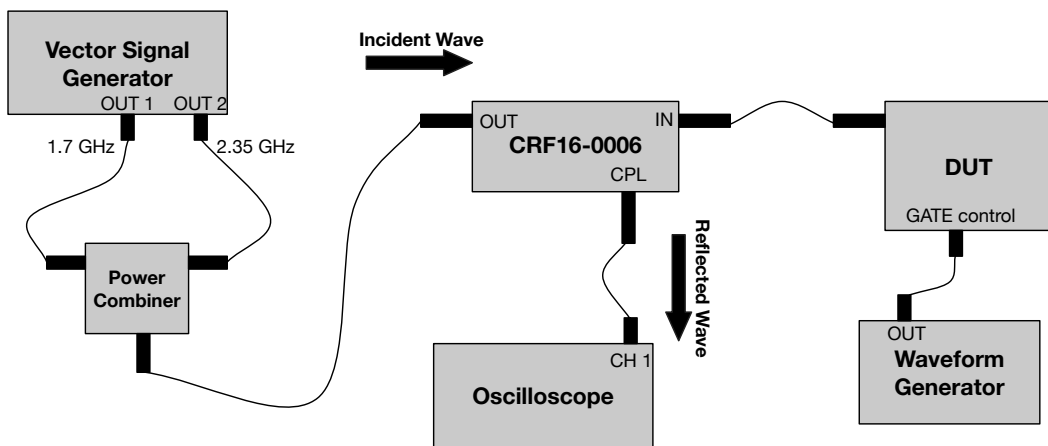 Vector Signal
Generator
OUT 1 OUT 2
1.7 GHz
2.35 GHz
Power
Combiner
Incident Wave
OUT
IN
CRF16-0006
CPL
Reflected Wave
CH 1
Oscilloscope
DUT
GATE control
OUT
Waveform
Generator